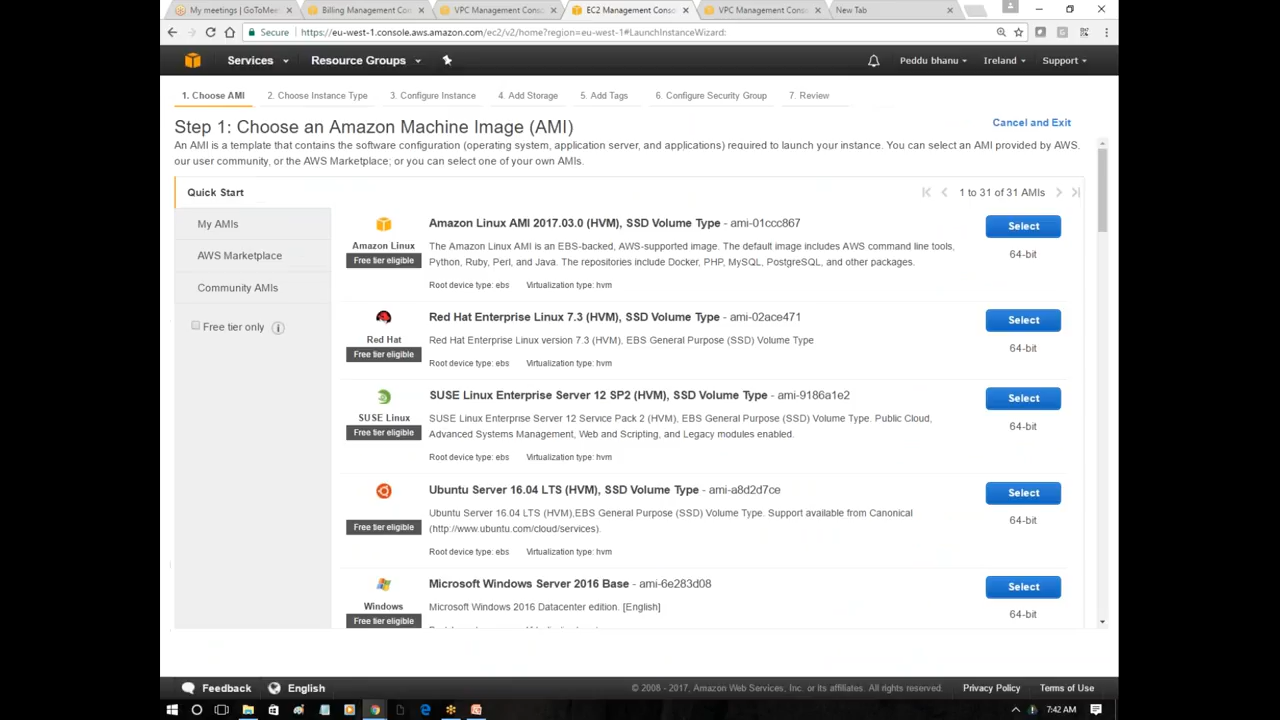 My meetings | GoToMee
Billing Management Con
VPC Management Conso
EC2 Management Conso
VPC Management Conso
New Tab
Secure
https://eu-west-1.console.aws.amazon.com/ec2/v2/home?region=eu-west-1#LaunchInstanceWizard:
Services
Resource Groups
Peddu bhanu
Ireland
Support
1. Choose AMI
2. Choose Instance Type
3. Configure Instance
4. Add Storage
5. Add Tags
6. Configure Security Group
7. Review
Step 1: Choose an Amazon Machine Image (AMI)
Cancel and Exit
An AMI is a template that contains the software configuration (operating system, application server, and applications) required to launch your instance. You can select an AMI provided by AWS,
our user community, or the AWS Marketplace; or you can select one of your own AMIs.
Quick Start
My AMIs
AWS Marketplace
Community AMIs
Free tier only
1 to 31 of 31 AMIs
Amazon Linux
Free tier eligible
Amazon Linux AMI 2017.03.0 (HVM), SSD Volume Type - ami-01ccc867
The Amazon Linux AMI is an EBS-backed, AWS-supported image. The default image includes AWS command line tools,
Python, Ruby, Perl, and Java. The repositories include Docker, PHP, MySQL, PostgreSQL, and other packages.
Root device type: ebs
Virtualization type: hvm
Select
64-bit
Red Hat
Free tier eligible
Red Hat Enterprise Linux 7.3 (HVM), SSD Volume Type - ami-02ace471
Red Hat Enterprise Linux version 7.3 (HVM), EBS General Purpose (SSD) Volume Type
Root device type: ebs
Virtualization type: hvm
Select
64-bit
SUSE Linux
Free tier eligible
SUSE Linux Enterprise Server 12 SP2 (HVM), SSD Volume Type - ami-9186a1e2
SUSE Linux Enterprise Server 12 Service Pack 2 (HVM), EBS General Purpose (SSD) Volume Type. Public Cloud,
Advanced Systems Management, Web and Scripting, and Legacy modules enabled.
Root device type: ebs
Virtualization type: hvm
Select
64-bit
Free tier eligible
Ubuntu Server 16.04 LTS (HVM), SSD Volume Type - ami-a8d2d7ce
Ubuntu Server 16.04 LTS (HVM),EBS General Purpose (SSD) Volume Type. Support available from Canonical
(http://www.ubuntu.com/cloud/services).
Root device type: ebs
Virtualization type: hvm
Select
64-bit
Windows
Free tier eligible
Microsoft Windows Server 2016 Base - ami-6e283d08
Microsoft Windows 2016 Datacenter edition. [English]
Select
64-bit
Feedback
English
© 2008 - 2017, Amazon Web Services, Inc. or its affiliates. All rights reserved.
Privacy Policy
Terms of Use
7:42 AM